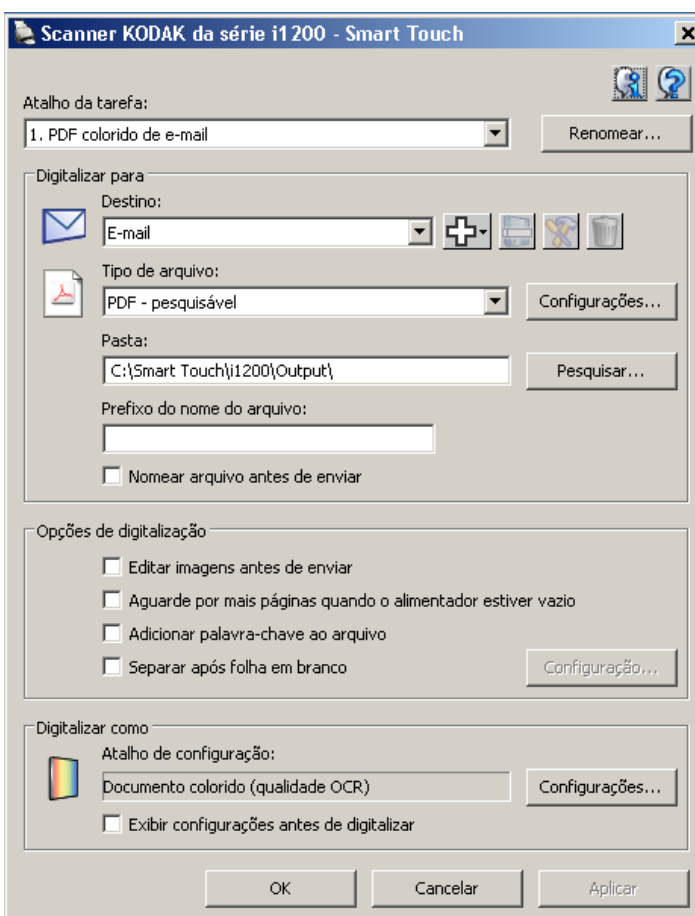 Scanner KODAK da série i1200 - Smart Touch
Atalho da tarefa:
1. PDF colorido de e-mail
Renomear...
Digitalizar para
Destino:
E-mail
Tipo de arquivo:
PDF - pesquisável
Configurações...
Pasta:
C:\Smart Touch\i1200\Output\
Pesquisar...
Prefixo do nome do arquivo:
Nomear arquivo antes de enviar
Opções de digitalização
Editar imagens antes de enviar
Aguarde por mais páginas quando o alimentador estiver vazio
Adicionar palavra-chave ao arquivo
Separar após folha em branco
Configuração...
Digitalizar como
Atalho de configuração:
Documento colorido (qualidade OCR)
Configurações...
Exibir configurações antes de digitalizar
OK
Cancelar
Aplicar